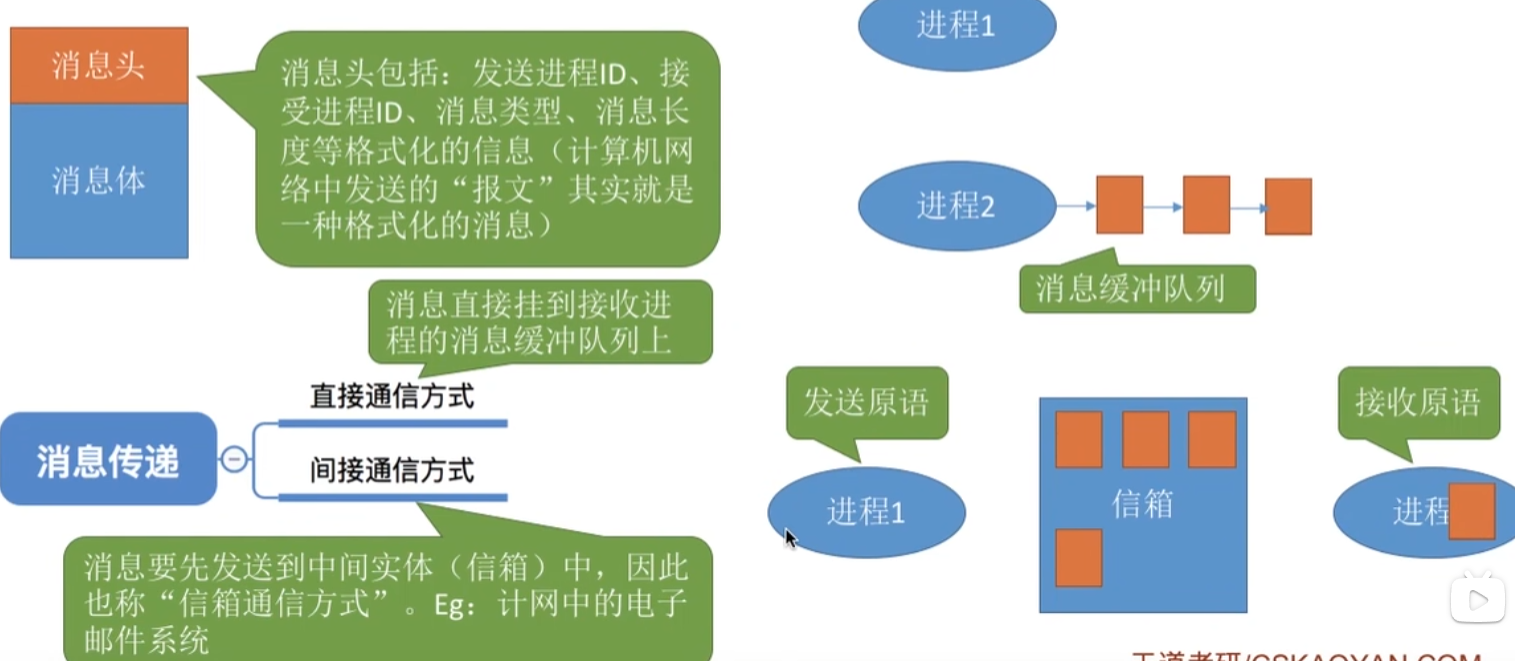 消息头
消息体
消息头包括：发送进程ID、接
受进程ID、消息类型、消息长
度等格式化的信息（计算机网
络中发送的“报文”其实就是
一种格式化的消息）
消息直接挂到接收进
程的消息缓冲队列上
直接通信方式
消息传递
间接通信方式
消息要先发送到中间实体（信箱）中，因此
也称“信箱通信方式”。Eg：计网中的电子
邮件系统
进程1
进程2
消息缓冲队列
发送原语
接收原语
进程1
信箱
进程
王道考研/CSKAOYAN.COM